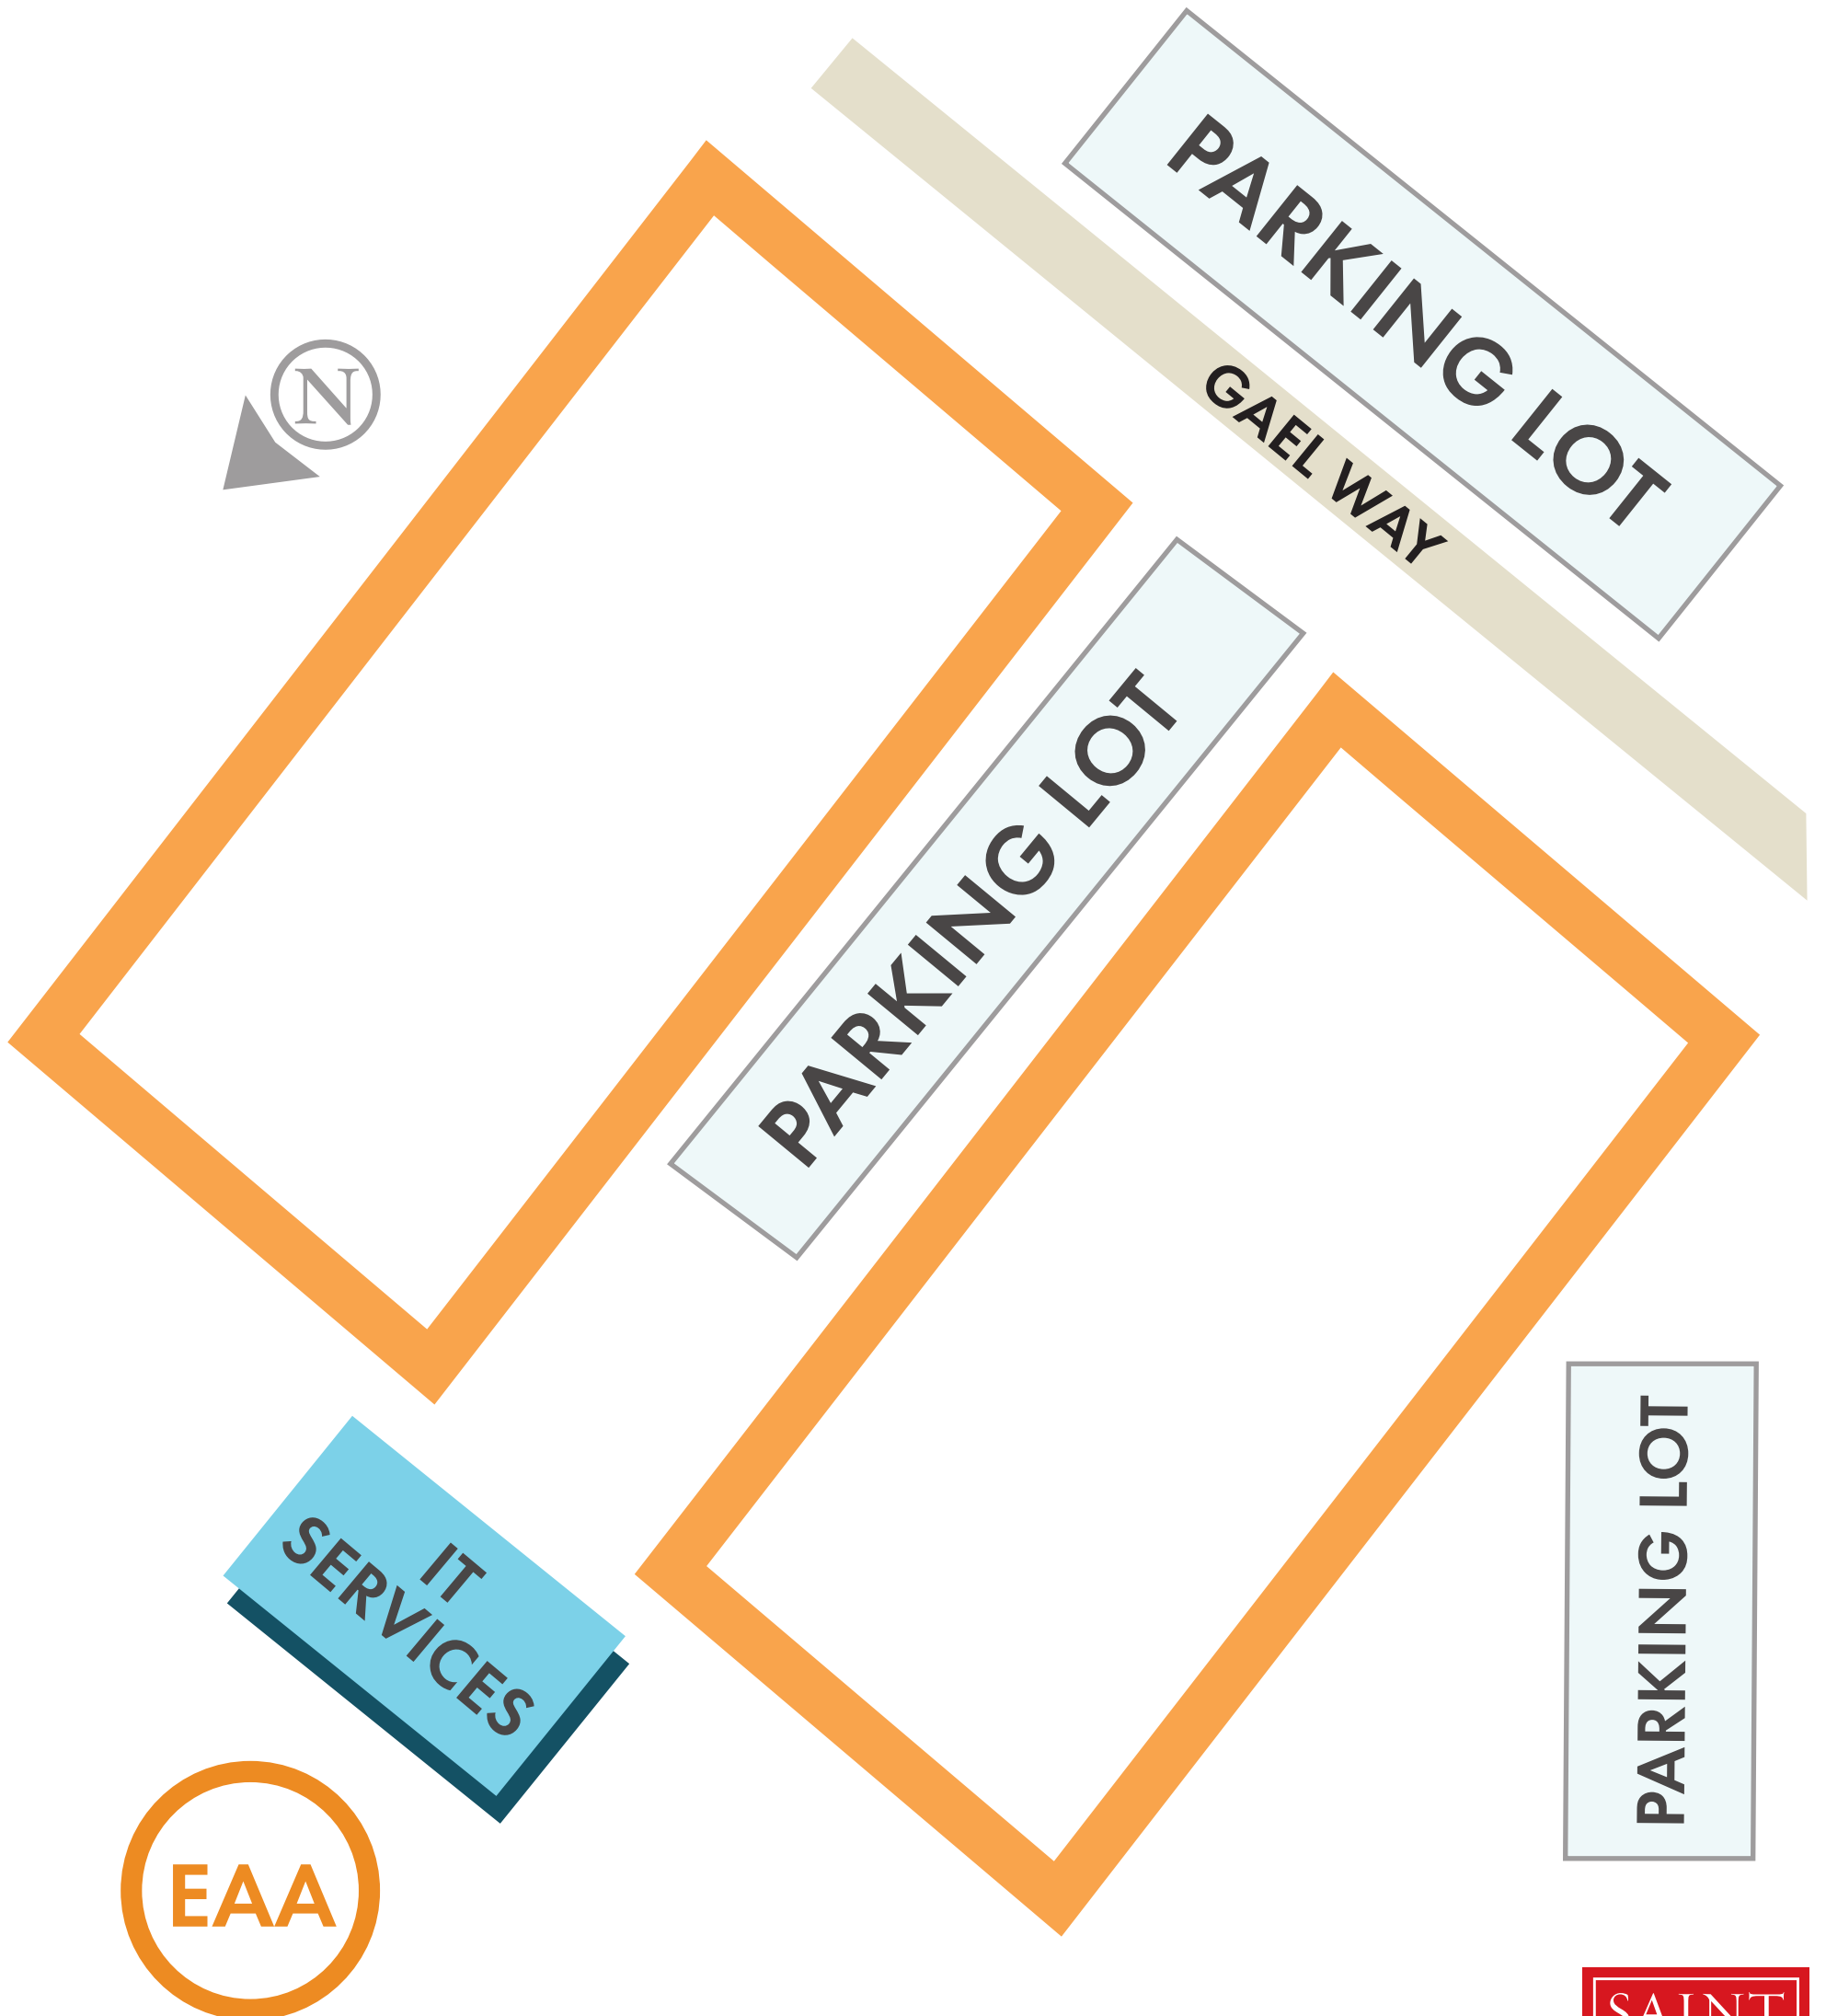 PARKING LOT
N
GAEL WAY
PARKING LOT
PARKING LOT
IT
SERVICES
EAA
SAINT